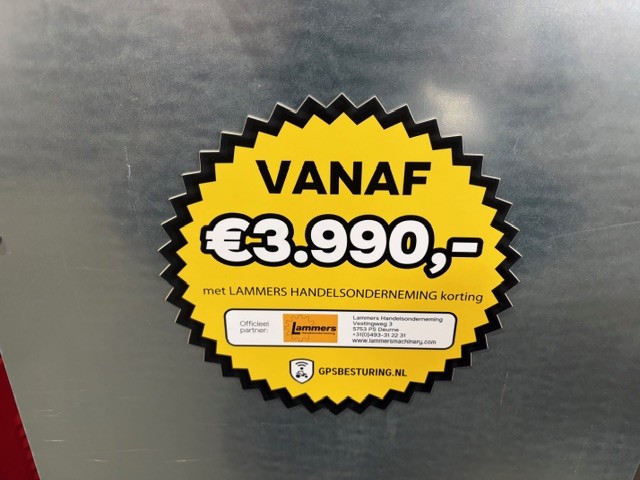 VANAF
€3.990,-
met LAMMERS HANDELSONDERNEMING korting
Officieel
partner:
Lammers
Lammers Handelsonderneming
Vestingweg 3
5753 PS Deurne
+31(0)493-31 22 31
www.lammersmachinery.com
GPSBESTURING.NL